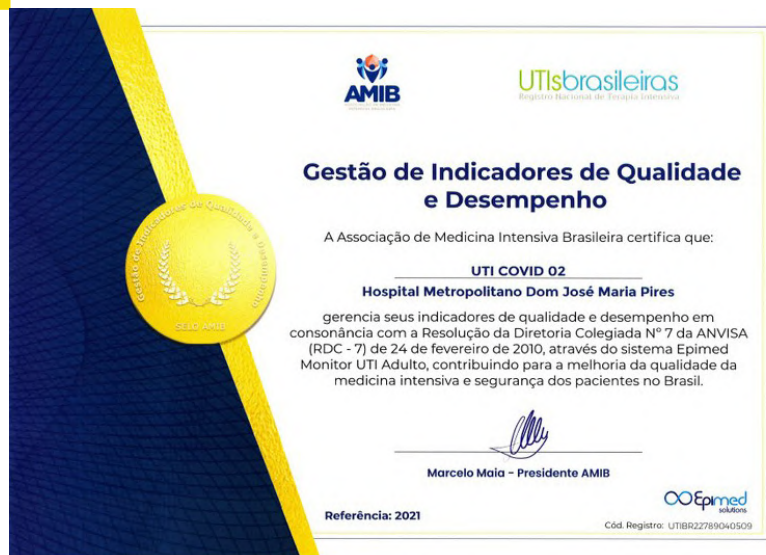 AMIB
UTIsbrasileiras
Registro Nacional de Terapia Intensiva
Gestão de Indicadores de Qualidade
e Desempenho
A Associação de Medicina Intensiva Brasileira certifica que:
UTI COVID 02
Hospital Metropolitano Dom José Maria Pires
gerencia seus indicadores de qualidade e desempenho em
consonância com a Resolução da Diretoria Colegiada Nº 7 da ANVISA
(RDC - 7) de 24 de fevereiro de 2010, através do sistema Epimed
Monitor UTI Adulto, contribuindo para a melhoria da qualidade da
medicina intensiva e segurança dos pacientes no Brasil.
Gestão de Indicadores de Qualidade e Desempenho
SELO AMIB
Marcelo Maia - Presidente AMIB
Epimed
solutions
Referência: 2021
Cód. Registro: UTIBR22789040509